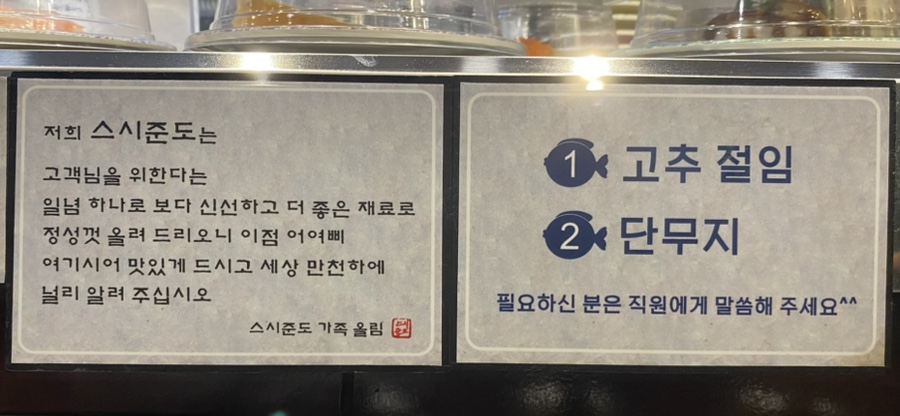 저희 스시준도는
고객님을 위한다는
일념 하나로 보다 신선하고 더 좋은 재료로
정성껏 올려 드리오니 이점 어여삐
여기시어 맛있게 드시고 세상 만천하에
널리 알려 주십시오
스시준도 가족 올림
1 고추 절임
2 단무지
필요하신 분은 직원에게 말씀해 주세요^^